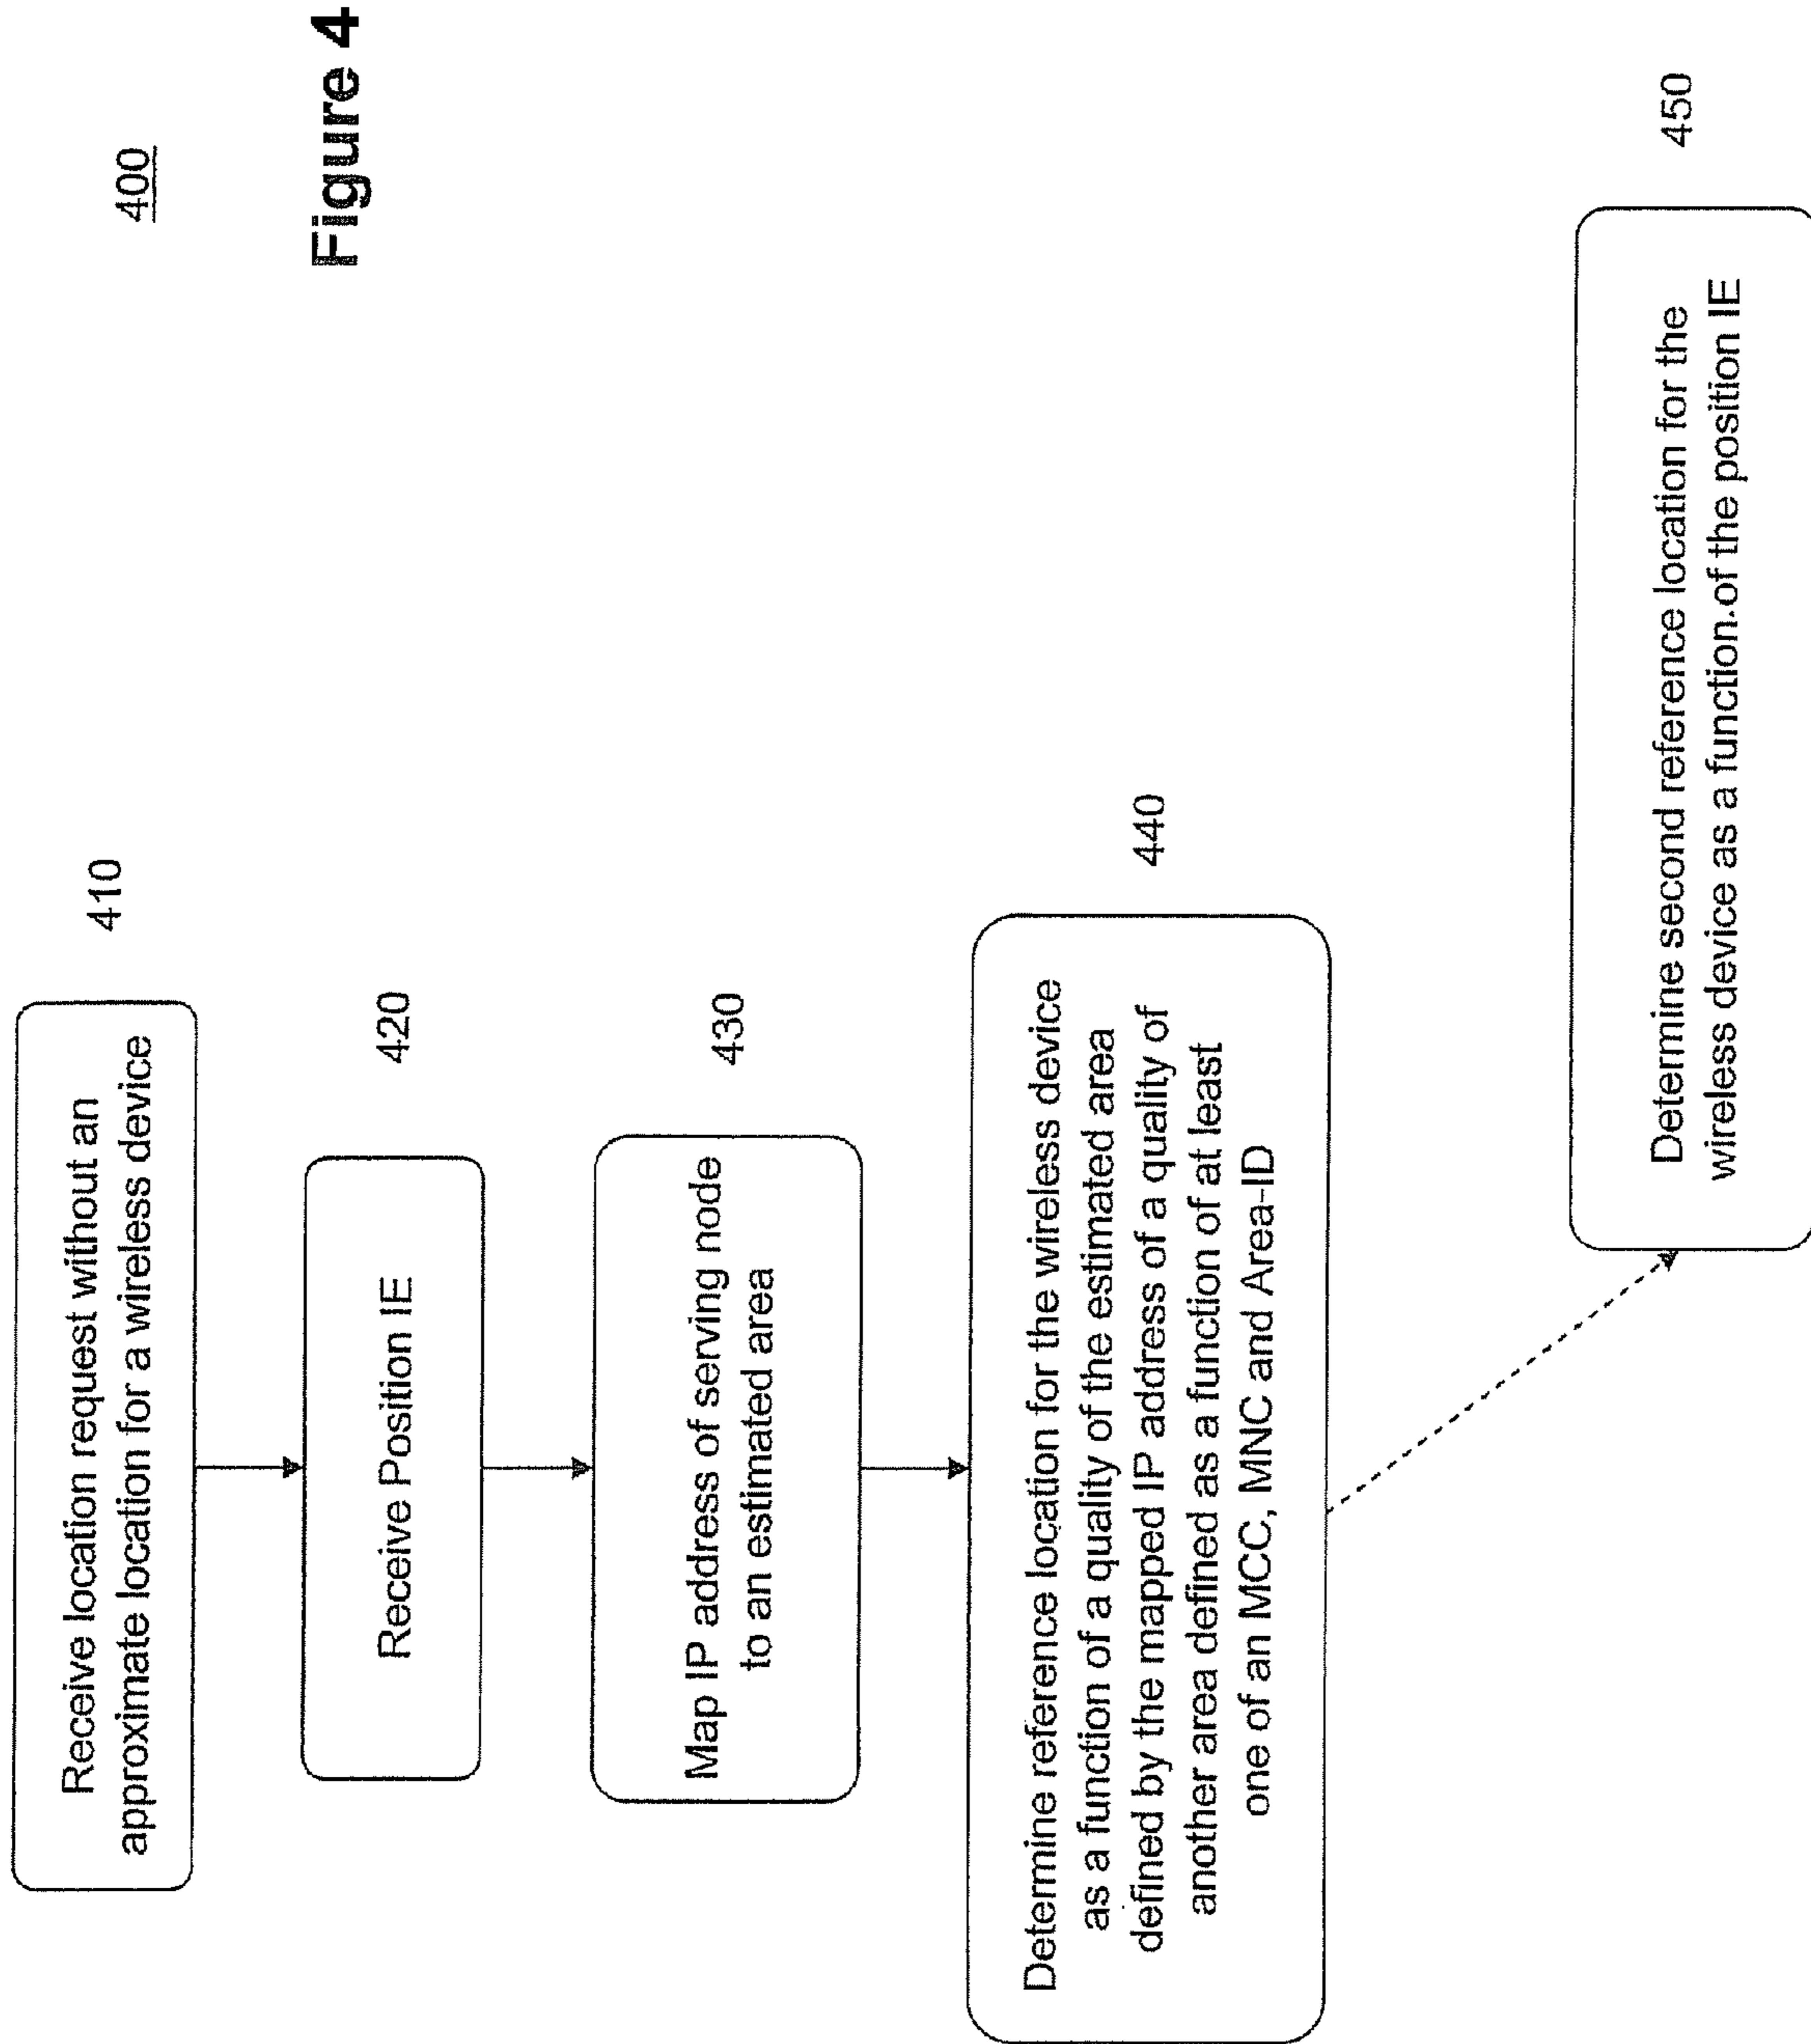 400
Figure 4
Receive location request without an
approximate location for a wireless device
410
Receive Position IE
420
Map IP address of serving node
to an estimated area
430
Determine reference location for the wireless device
as a function of a quality of the estimated area
defined by the mapped IP address of a quality of
another area defined as a function of at least
one of an MCC, MNC and Area-ID
440
Determine second reference location for the
wireless device as a function of the position IE
450